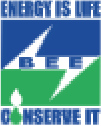 ENERGY IS LIFE
BEE
CONSERVE IT